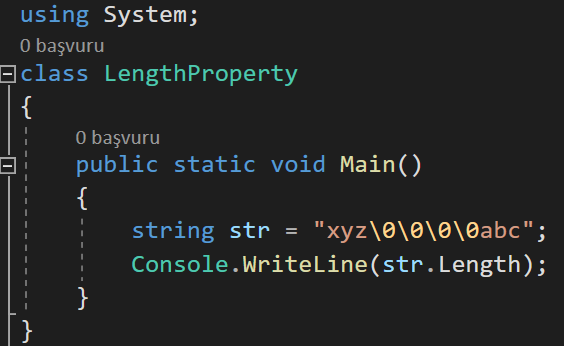 using System;
0 başvuru
class LengthProperty
{
0 başvuru
public static void Main()
{
string str = "xyz\0\0\0\0abc";
Console.WriteLine(str.Length);
}
}